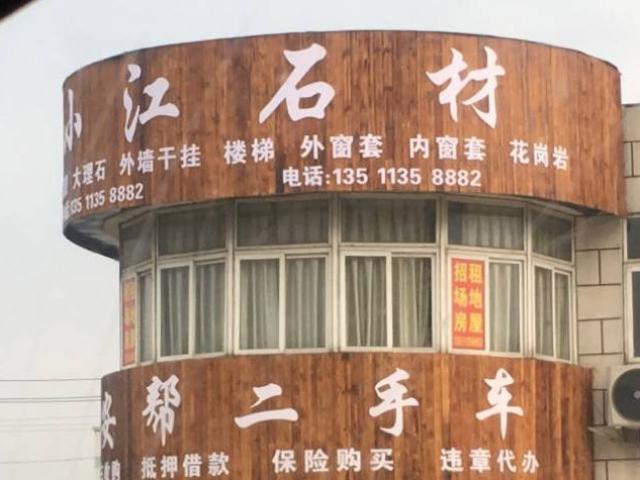 小江石材
大理石 外墙干挂 楼梯 外窗套 内窗套 花岗岩
电话:135 1135 8882
135 1135 8882
招租
场地
房屋
安帮二手车
抵押借款 保险购买 违章代办